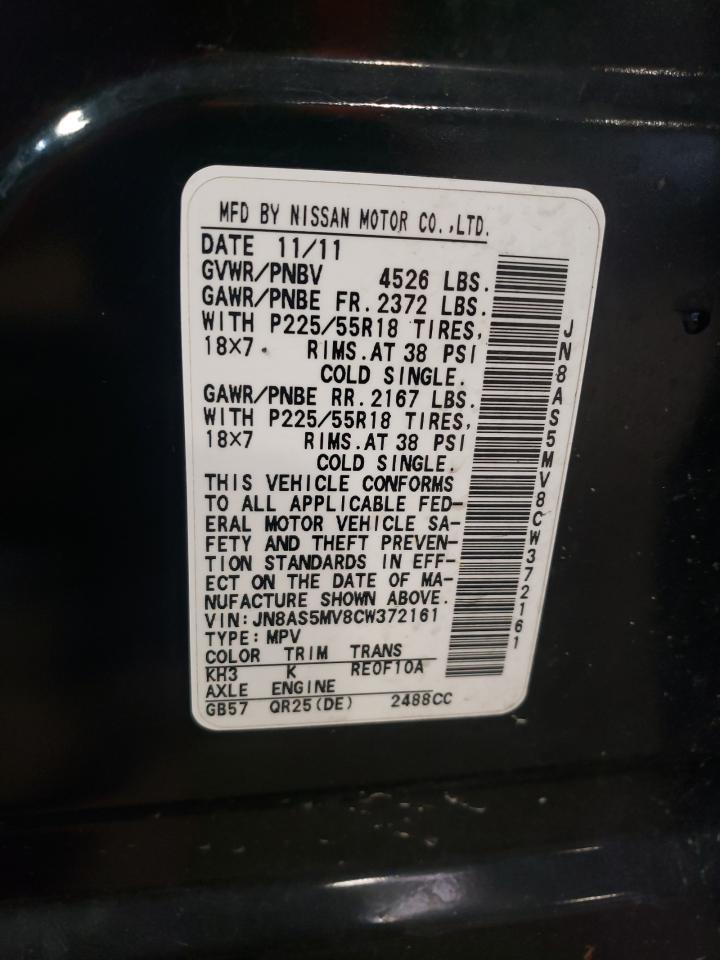 MFD BY NISSAN MOTOR CO.,LTD.
DATE 11/11
GVWR/PNBV 4526 LBS.
GAWR/PNBE FR. 2372 LBS.
WITH P225/55R18 TIRES,
18X7 RIMS.AT 38 PSI
COLD SINGLE.
GAWR/PNBE RR. 2167 LBS.
WITH P225/55R18 TIRES,
18X7 RIMS.AT 38 PSI
COLD SINGLE.
THIS VEHICLE CONFORMS
TO ALL APPLICABLE FED-
ERAL MOTOR VEHICLE SA-
FETY AND THEFT PREVEN-
TION STANDARDS IN EFF-
ECT ON THE DATE OF MA-
NUFACTURE SHOWN ABOVE.
VIN:JN8AS5MV8CW372161
TYPE:MPV
COLOR TRIM TRANS
KH3 K RE0F10A
AXLE ENGINE
GB57 QR25(DE) 2488CC
JN8AS5MV8CW372161